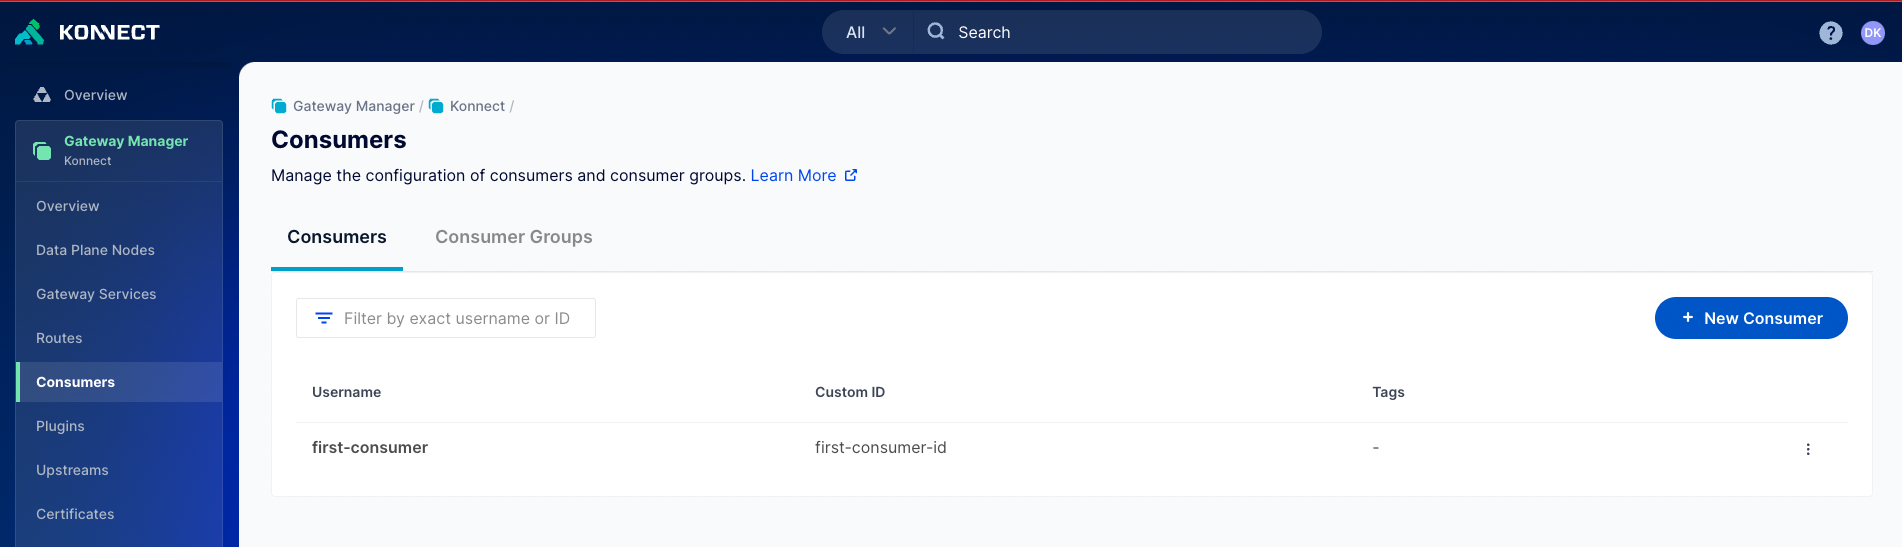 KONNECT
All
Search
?
DK
Overview
Gateway Manager
Konnect
Overview
Data Plane Nodes
Gateway Services
Routes
Consumers
Plugins
Upstreams
Certificates
Gateway Manager / Konnect /
Consumers
Manage the configuration of consumers and consumer groups. Learn More
Consumers Consumer Groups
Filter by exact username or ID
+ New Consumer
Username Custom ID Tags
first-consumer first-consumer-id -